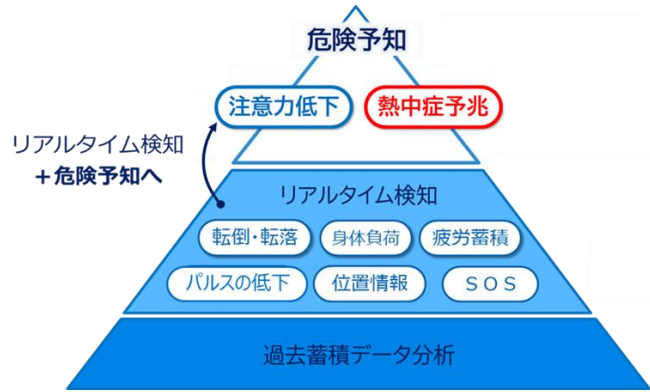 危険予知
注意力低下
熱中症予兆
リアルタイム検知
+危険予知へ
リアルタイム検知
転倒・転落
身体負荷
疲労蓄積
パルスの低下
位置情報
SOS
過去蓄積データ分析